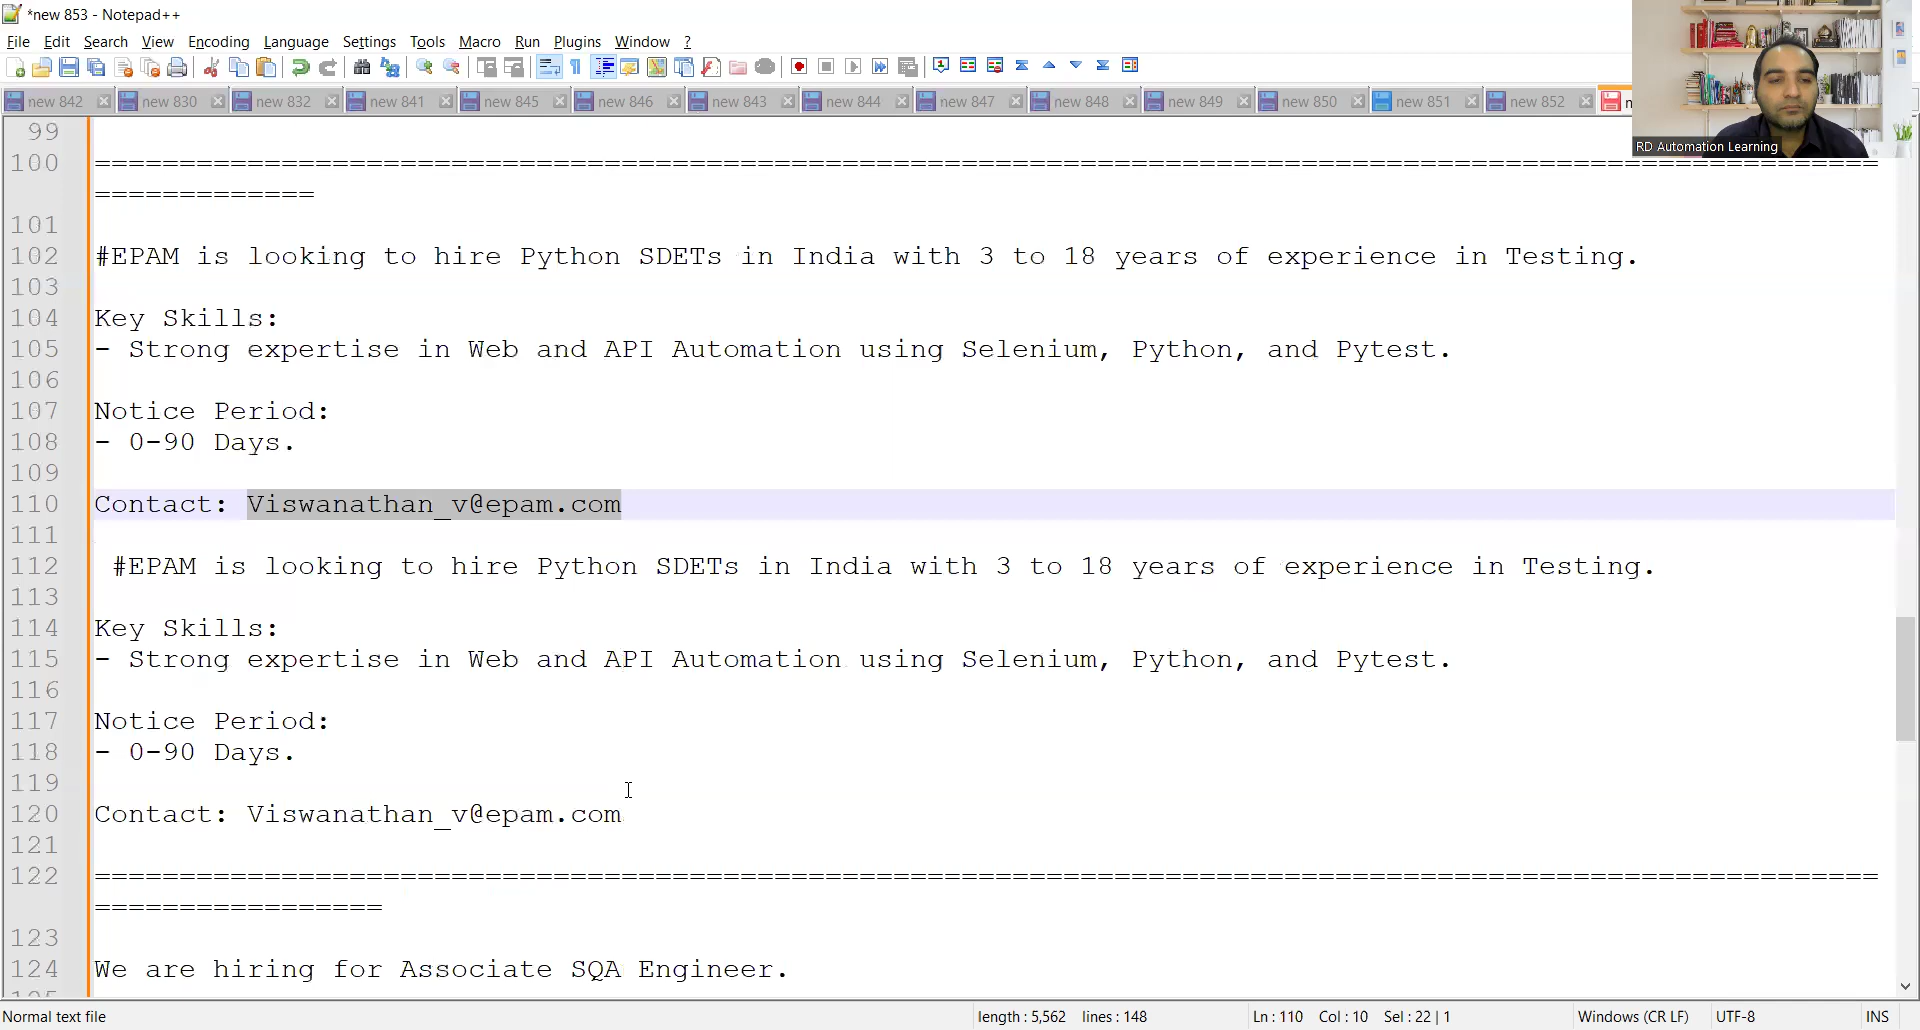 *new 853 - Notepad++
File Edit Search View Encoding Language Settings Tools Macro Run Plugins Window ?
new 842 new 830 new 832 new 841 new 845 new 846 new 843 new 844 new 847 new 848 new 849 new 850 new 851 new 852
RD Automation Learning
99
100 =========================================================================================================
=============
101
102 #EPAM is looking to hire Python SDETs in India with 3 to 18 years of experience in Testing.
103
104 Key Skills:
105 - Strong expertise in Web and API Automation using Selenium, Python, and Pytest.
106
107 Notice Period:
108 - 0-90 Days.
109
110 Contact: Viswanathan_v@epam.com
111
112 #EPAM is looking to hire Python SDETs in India with 3 to 18 years of experience in Testing.
113
114 Key Skills:
115 - Strong expertise in Web and API Automation using Selenium, Python, and Pytest.
116
117 Notice Period:
118 - 0-90 Days.
119
120 Contact: Viswanathan_v@epam.com
121
122 =========================================================================================================
=================
123
124 We are hiring for Associate SQA Engineer.
Normal text file length : 5,562 lines : 148 Ln : 110 Col : 10 Sel : 22 | 1 Windows (CR LF) UTF-8 INS